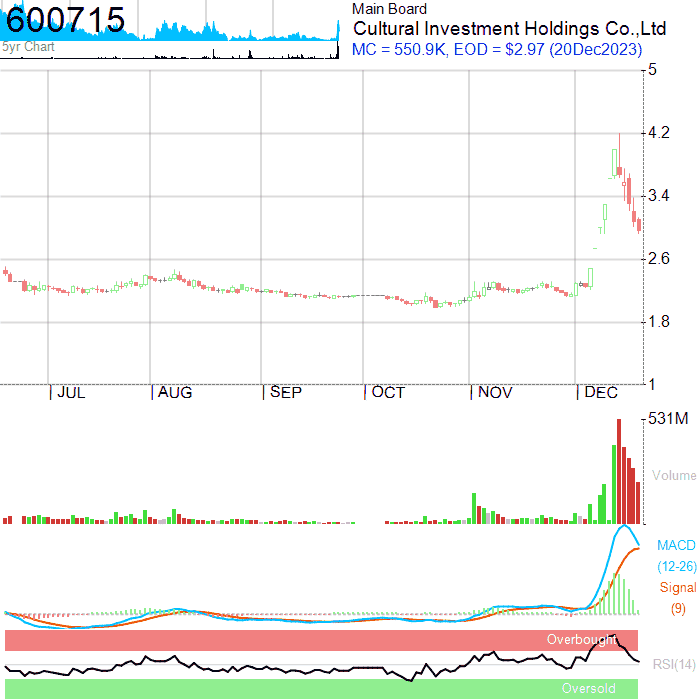 600715
5yr Chart
Main Board
Cultural Investment Holdings Co.,Ltd
MC = 550.9K, EOD = $2.97 (20Dec2023)
5
4.2
3.4
2.6
1.8
1
JUL AUG SEP OCT NOV DEC
531M
Volume
MACD
(12-26)
Signal
(9)
Overbought
RSI(14)
Oversold